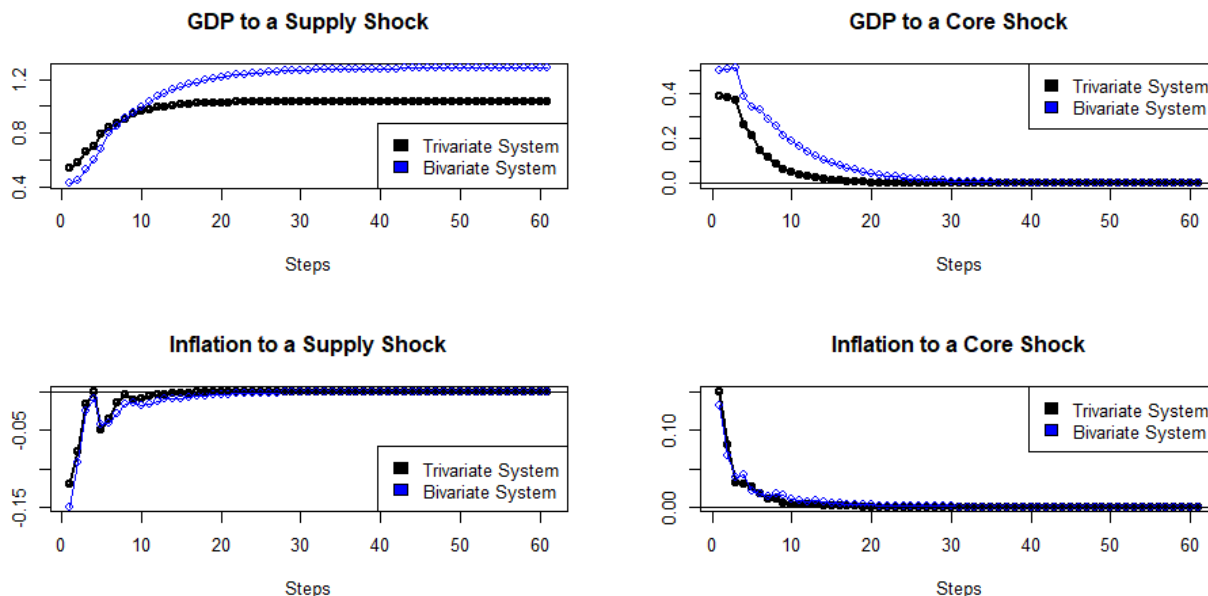 GDP to a Supply Shock
1.2
1.0
0.8
0.4
Trivariate System
Bivariate System
0 10 20 30 40 50 60
Steps
GDP to a Core Shock
0.4
0.2
0.0
Trivariate System
Bivariate System
0 10 20 30 40 50 60
Steps
Inflation to a Supply Shock
-0.05
-0.15
Trivariate System
Bivariate System
0 10 20 30 40 50 60
Steps
Inflation to a Core Shock
0.10
0.00
Trivariate System
Bivariate System
0 10 20 30 40 50 60
Steps